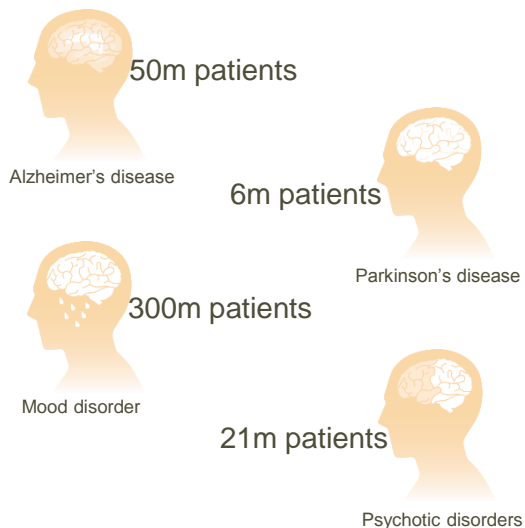 50m patients
Alzheimer's disease
6m patients
Parkinson's disease
300m patients
Mood disorder
21m patients
Psychotic disorders